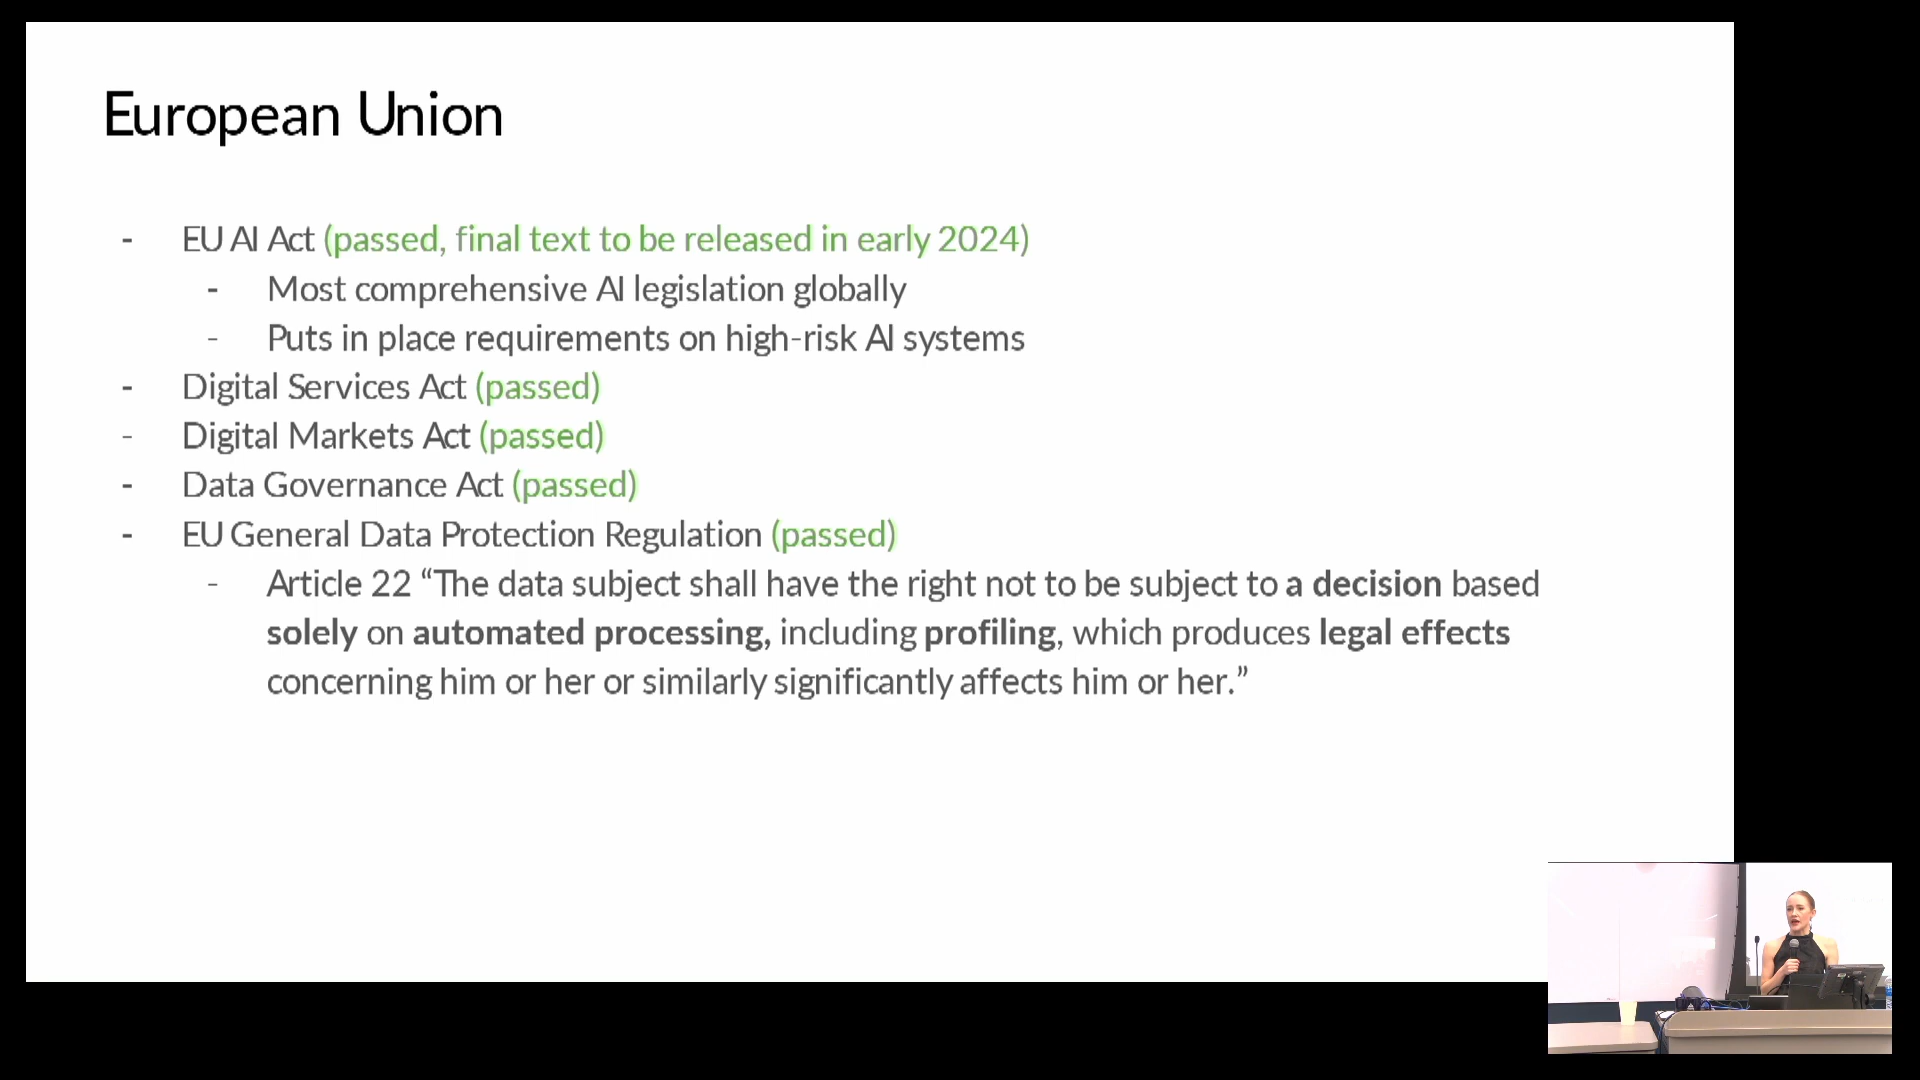 European Union
- EU AI Act (passed, final text to be released in early 2024)
- Most comprehensive AI legislation globally
- Puts in place requirements on high-risk AI systems
- Digital Services Act (passed)
- Digital Markets Act (passed)
- Data Governance Act (passed)
- EU General Data Protection Regulation (passed)
- Article 22 “The data subject shall have the right not to be subject to a decision based
solely on automated processing, including profiling, which produces legal effects
concerning him or her or similarly significantly affects him or her.”